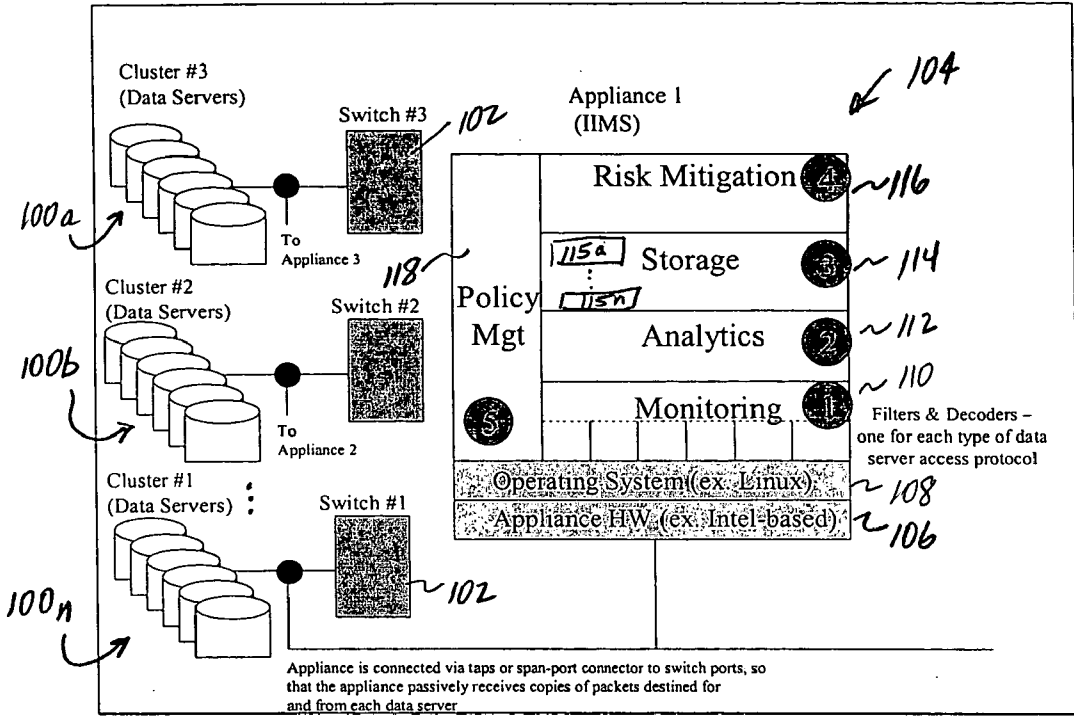 Cluster #3
(Data Servers)
100a
To
Appliance 3
Switch #3
102
Cluster #2
(Data Servers)
100b
To
Appliance 2
Switch #2
Cluster #1
(Data Servers)
100n
Switch #1
102
Appliance 1
(IIMS)
104
118
Policy
Mgt
5
Risk Mitigation
4
116
115a
115n
Storage
3
114
Analytics
2
112
Monitoring
1
110
Filters & Decoders –
one for each type of data
server access protocol
Operating System (ex. Linux)
108
Appliance HW (ex. Intel-based)
106
Appliance is connected via taps or span-port connector to switch ports, so
that the appliance passively receives copies of packets destined for
and from each data server